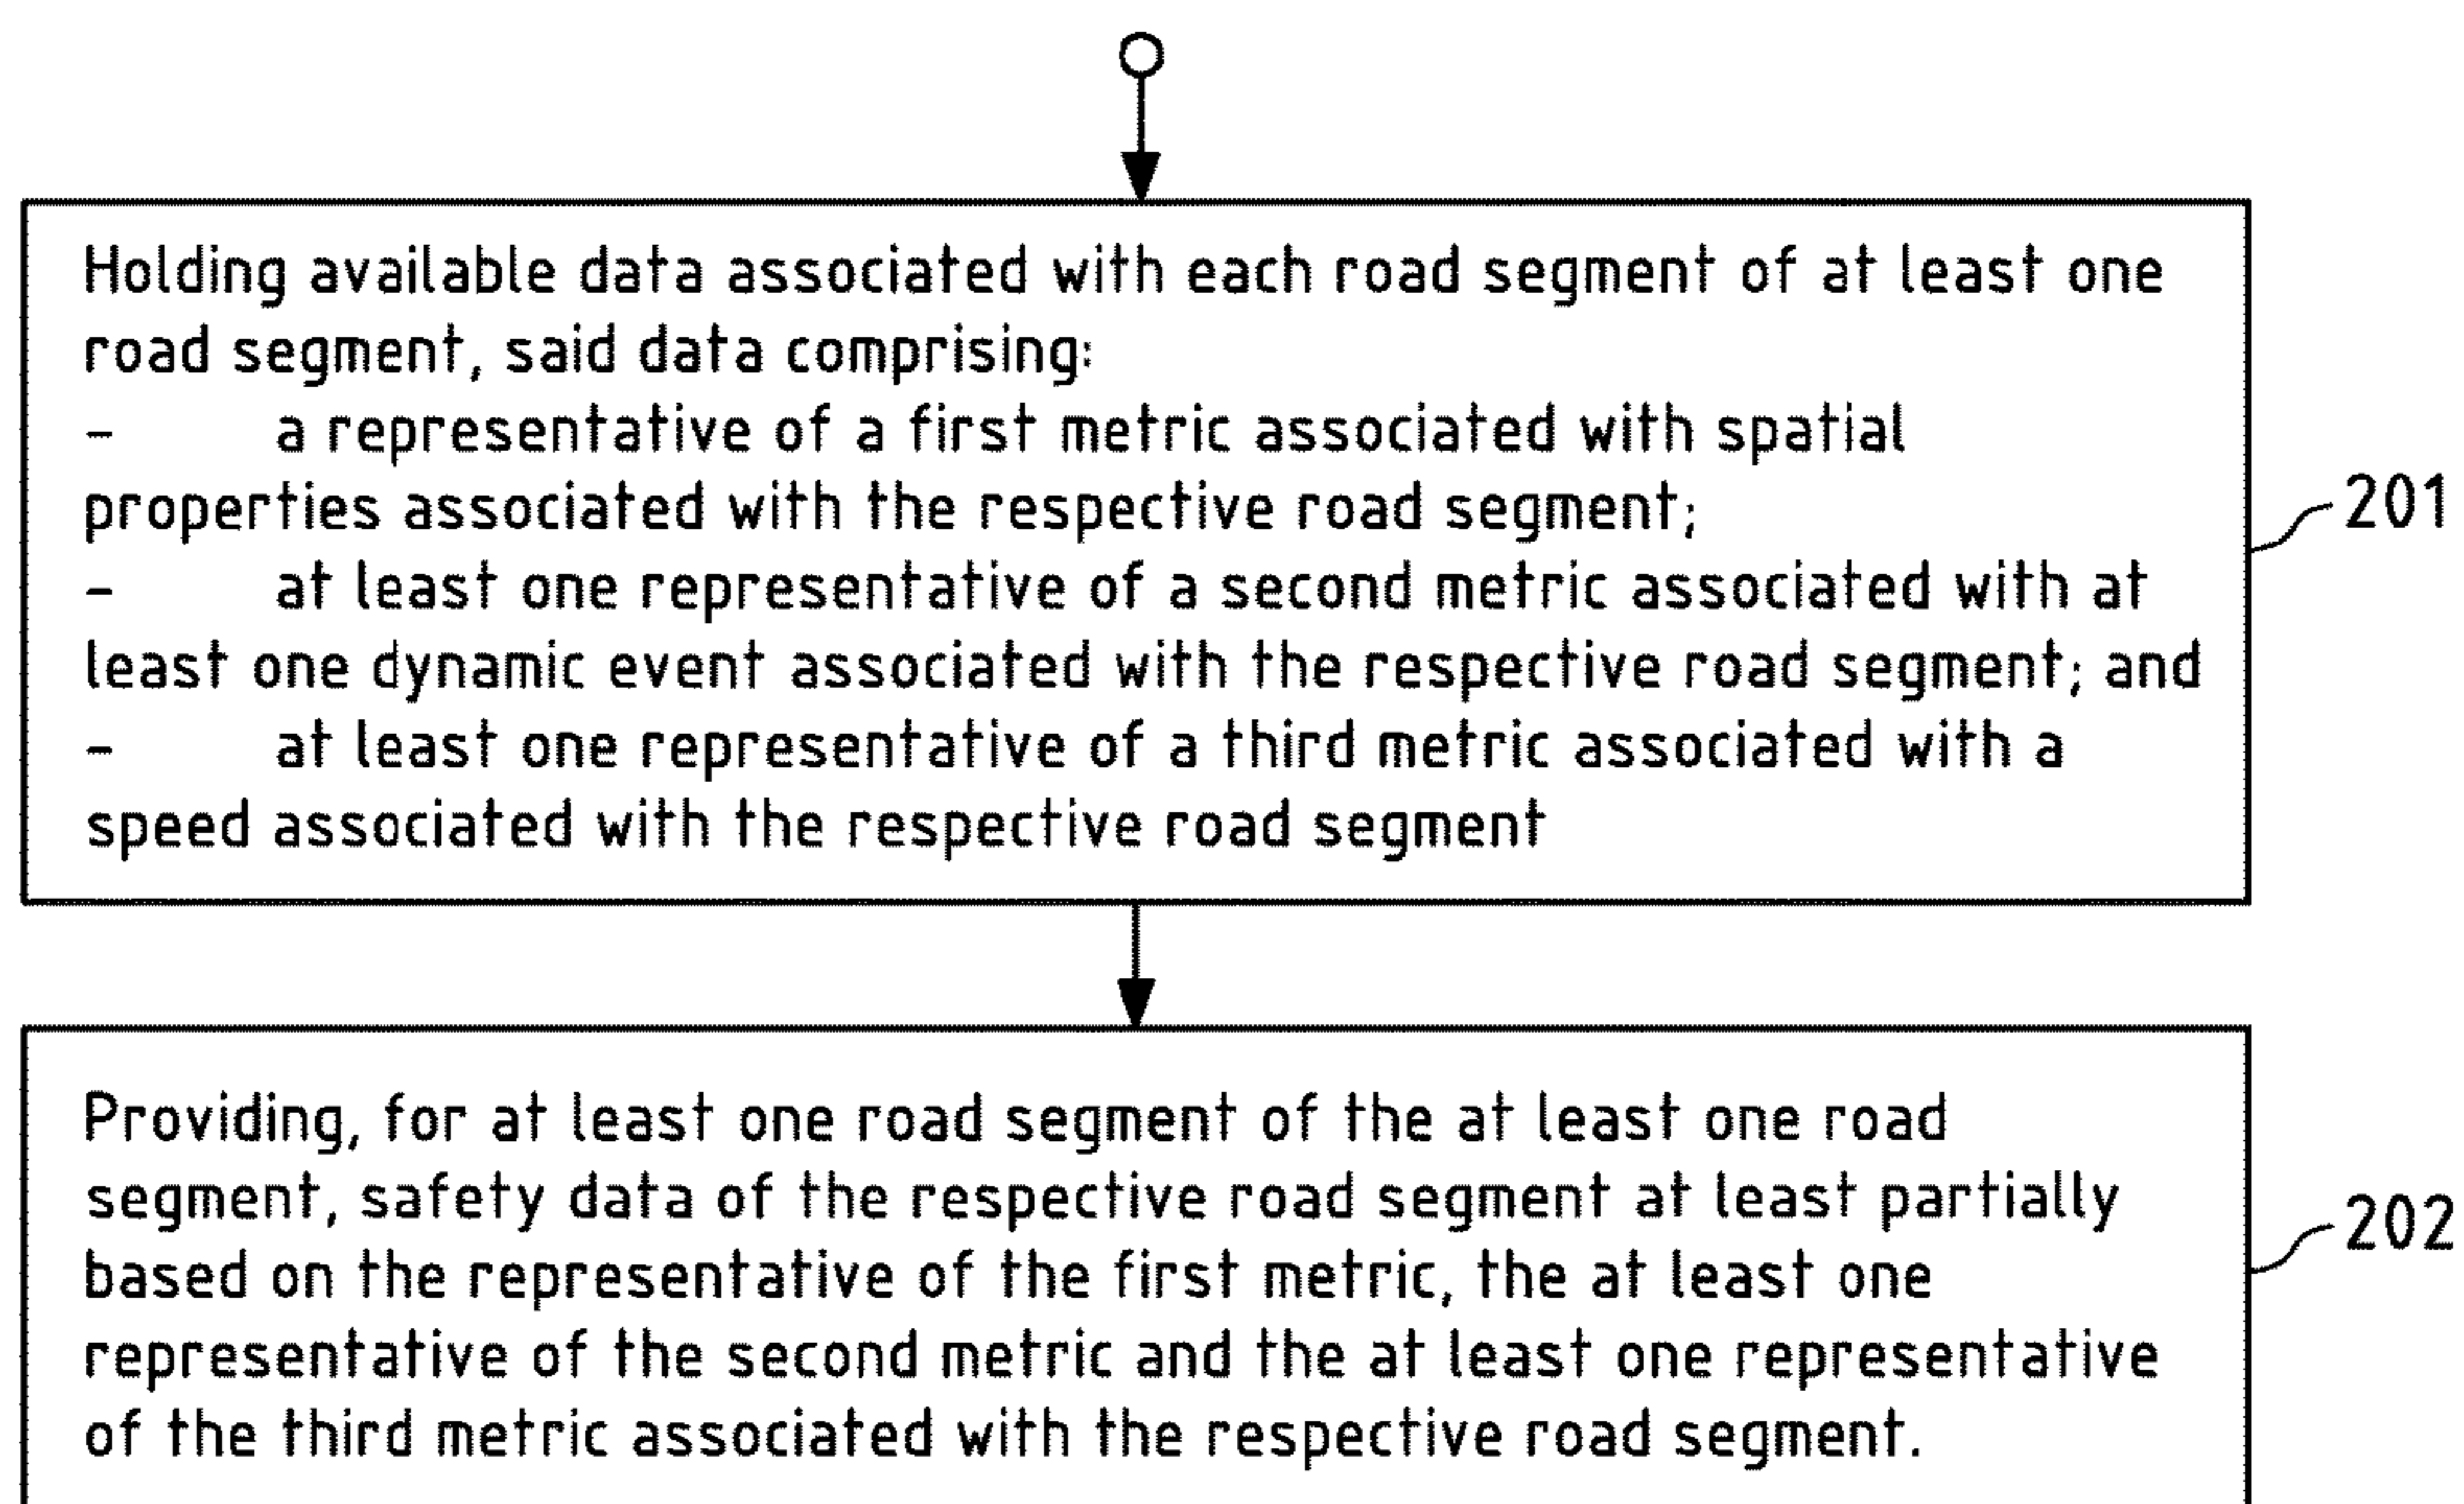 Holding available data associated with each road segment of at least one
road segment, said data comprising:
- a representative of a first metric associated with spatial
properties associated with the respective road segment;
- at least one representative of a second metric associated with at
least one dynamic event associated with the respective road segment; and
- at least one representative of a third metric associated with a
speed associated with the respective road segment
201
Providing, for at least one road segment of the at least one road
segment, safety data of the respective road segment at least partially
based on the representative of the first metric, the at least one
representative of the second metric and the at least one representative
of the third metric associated with the respective road segment.
202